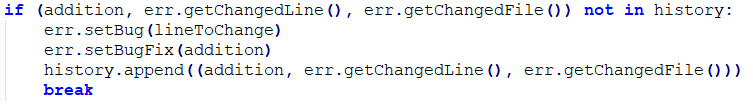 if (addition, err.getChangedLine(), err.getChangedFile()) not in history:
    err.setBug(lineToChange)
    err.setBugFix(addition)
    history.append((addition, err.getChangedLine(), err.getChangedFile()))
    break